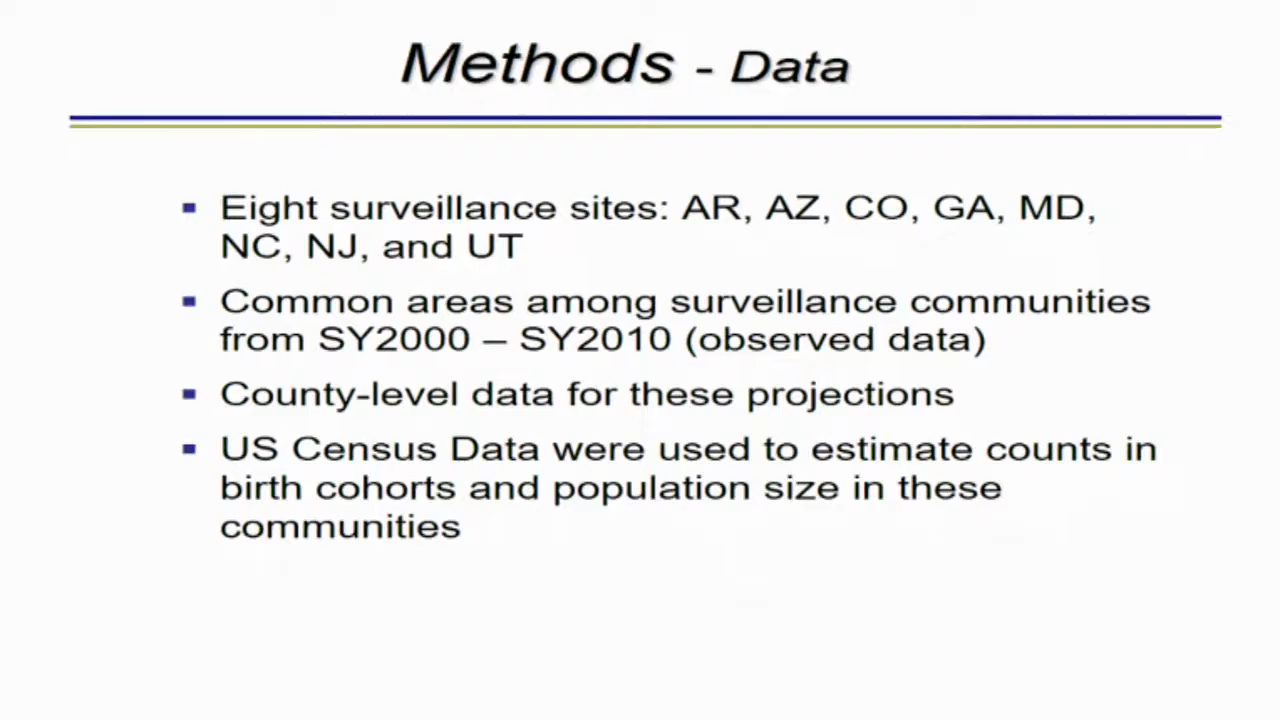 Methods - Data
Eight surveillance sites: AR, AZ, CO, GA, MD,
NC, NJ, and UT
Common areas among surveillance communities
from SY2000 – SY2010 (observed data)
County-level data for these projections
US Census Data were used to estimate counts in
birth cohorts and population size in these
communities